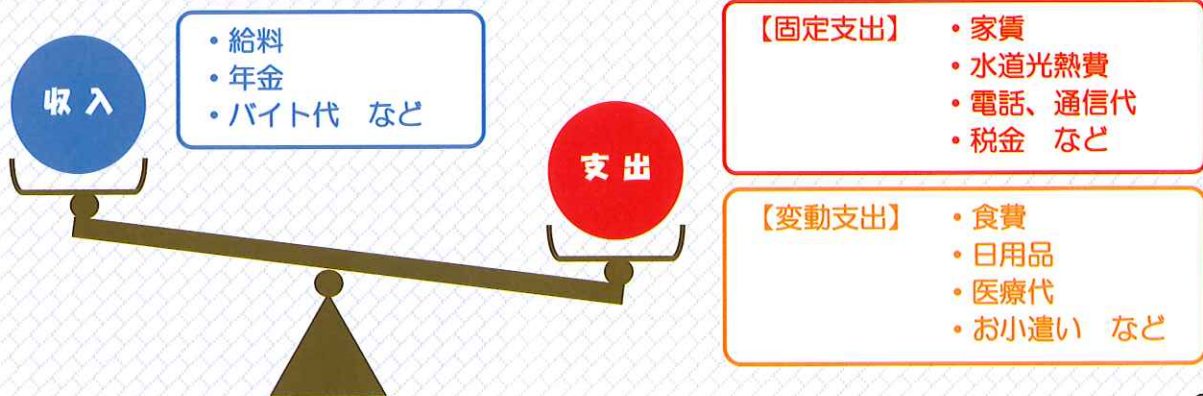 収入
・給料
・年金
・バイト代　など
支出
【固定支出】　・家賃
・水道光熱費
・電話、通信代
・税金　など
【変動支出】　・食費
・日用品
・医療代
・お小遣い　など